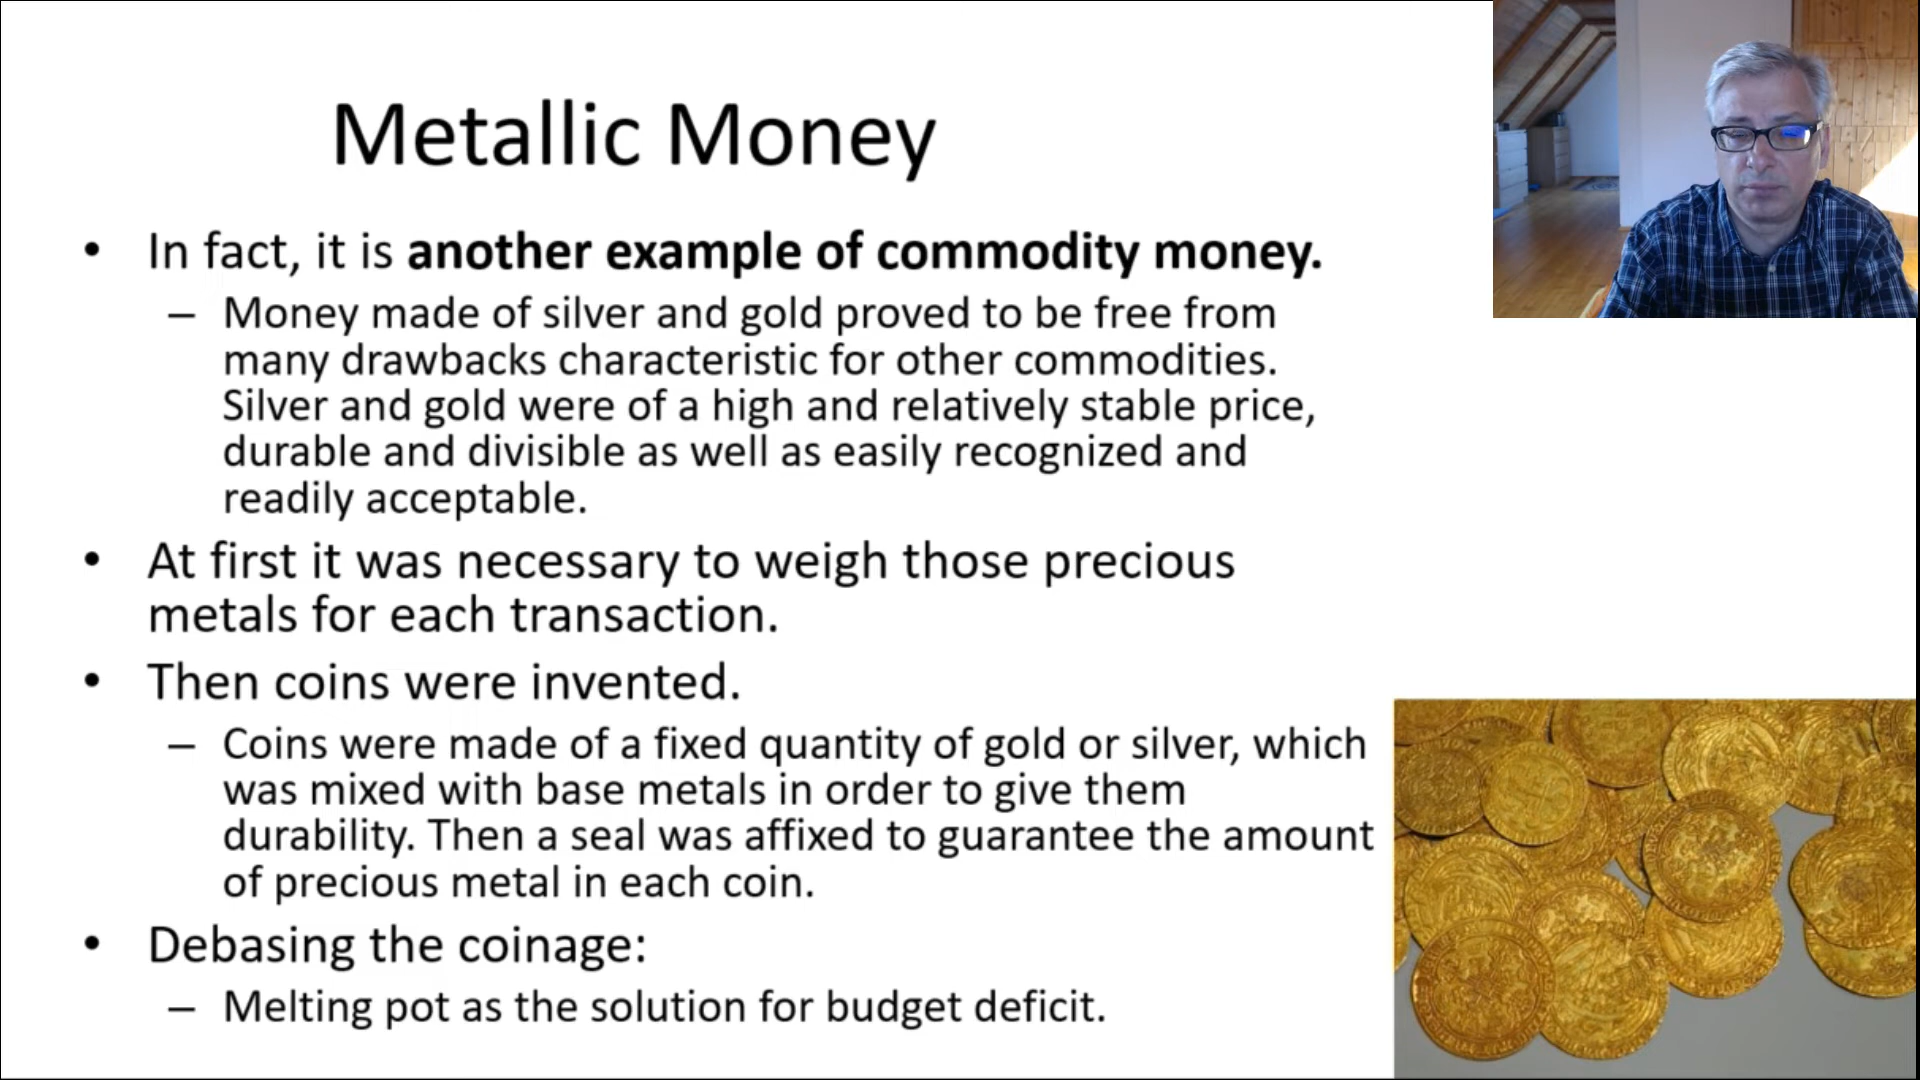 Metallic Money
• In fact, it is another example of commodity money.
– Money made of silver and gold proved to be free from
many drawbacks characteristic for other commodities.
Silver and gold were of a high and relatively stable price,
durable and divisible as well as easily recognized and
readily acceptable.
• At first it was necessary to weigh those precious
metals for each transaction.
• Then coins were invented.
– Coins were made of a fixed quantity of gold or silver, which
was mixed with base metals in order to give them
durability. Then a seal was affixed to guarantee the amount
of precious metal in each coin.
• Debasing the coinage:
– Melting pot as the solution for budget deficit.